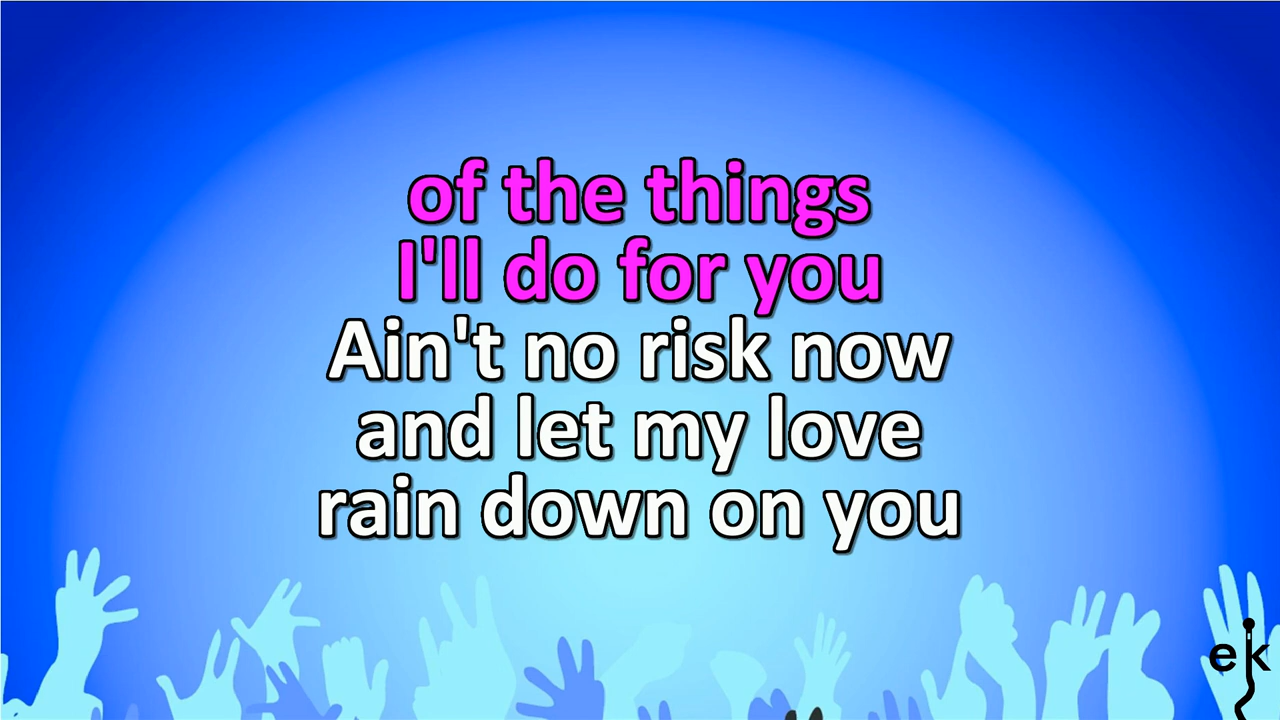 of the things
I'll do for you
Ain't no risk now
and let my love
rain down on you
ek